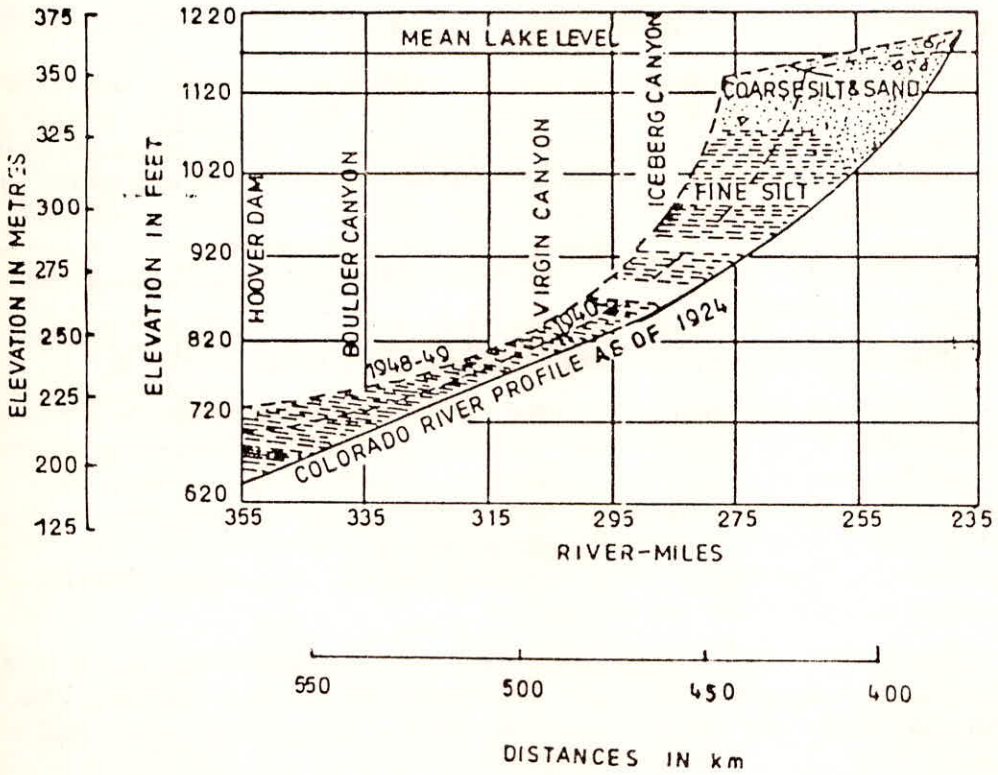 ELEVATION IN METRES
375
350
325
300
275
250
225
200
125
ELEVATION IN FEET
1220
1120
1020
920
820
720
620
MEAN LAKE LEVEL
HOOVER DAM
BOULDER CANYON
VIRGIN CANYON
ICEBERG CANYON
COARSE SILT & SAND
FINE SILT
1948-49
1940
COLORADO RIVER PROFILE AS OF 1924
355 335 315 295 275 255 235
RIVER-MILES
550 500 450 400
DISTANCES IN km